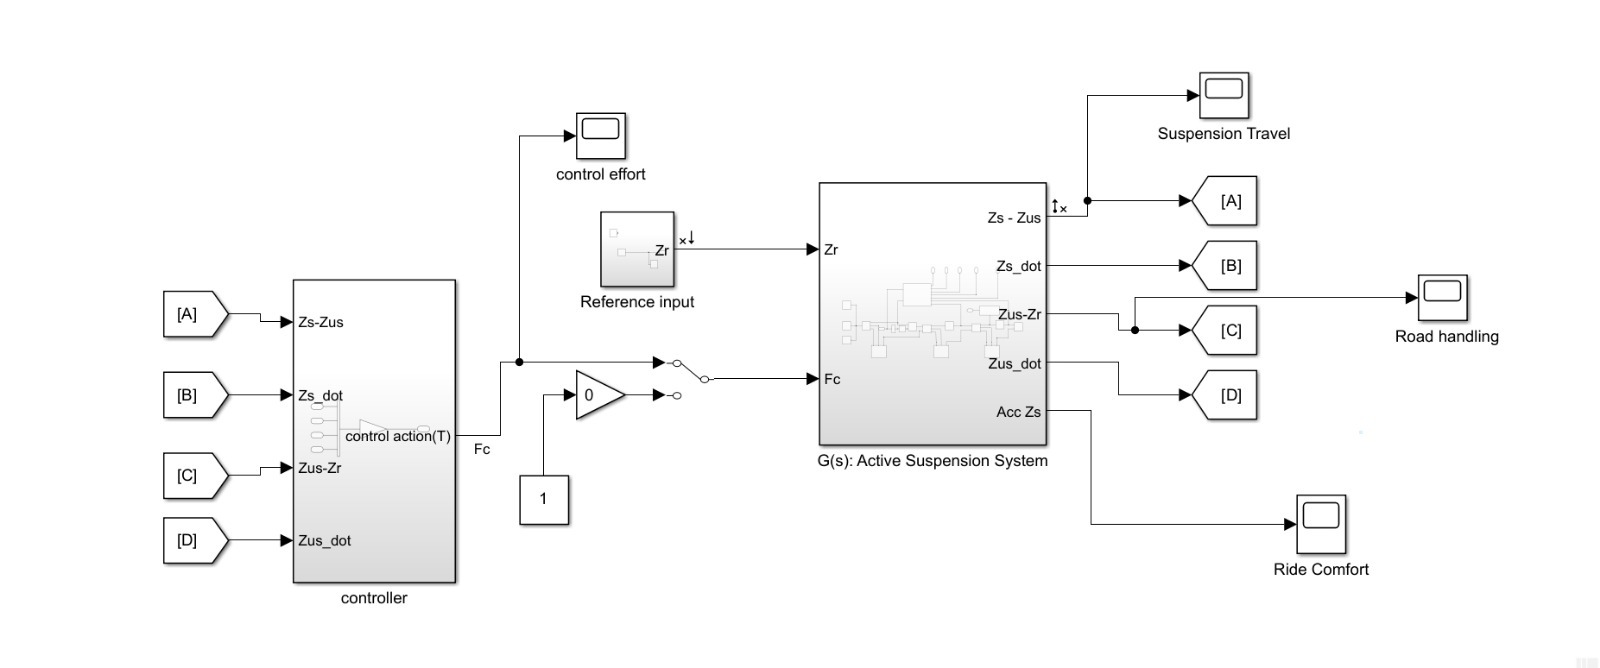 Suspension Travel
control effort
[A]
Zs - Zus
Zr
Zr
Reference input
Zs_dot
[B]
[A]
Zs-Zus
Zus-Zr
[C]
Road handling
Zus_dot
Fc
[B]
Zs_dot
0
[D]
Acc Zs
control action(T)
Fc
G(s): Active Suspension System
[C]
Zus-Zr
1
[D]
Zus_dot
Ride Comfort
controller